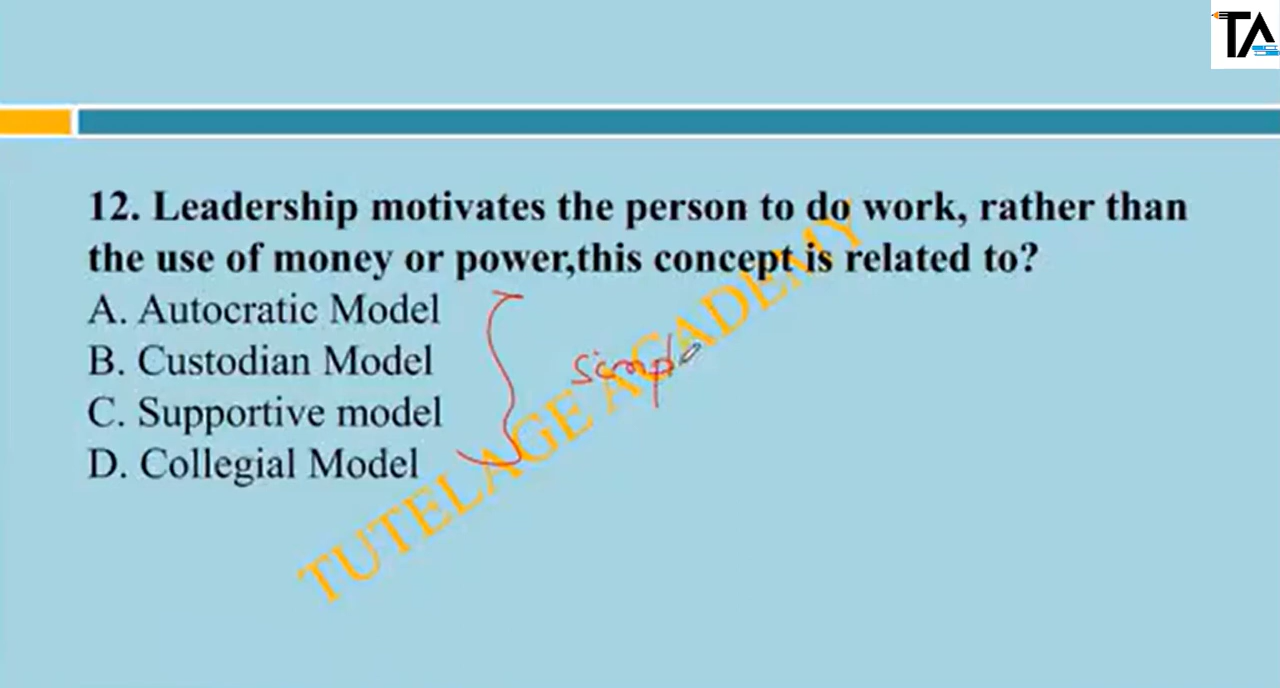 TA
12. Leadership motivates the person to do work, rather than
the use of money or power,this concept is related to?
A. Autocratic Model
B. Custodian Model
C. Supportive model
D. Collegial Model
simpl
TUTELAGE ACADEMY